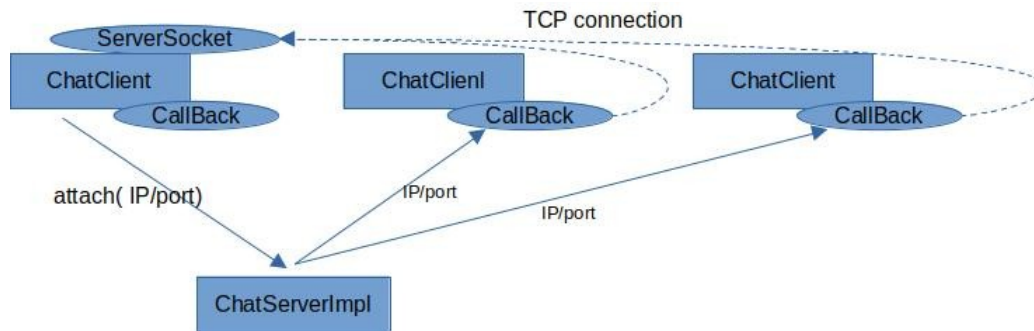 TCP connection
ServerSocket
ChatClient
ChatClienl
ChatClient
CallBack
CallBack
CallBack
attach( IP/port)
IP/port
IP/port
ChatServerImpl